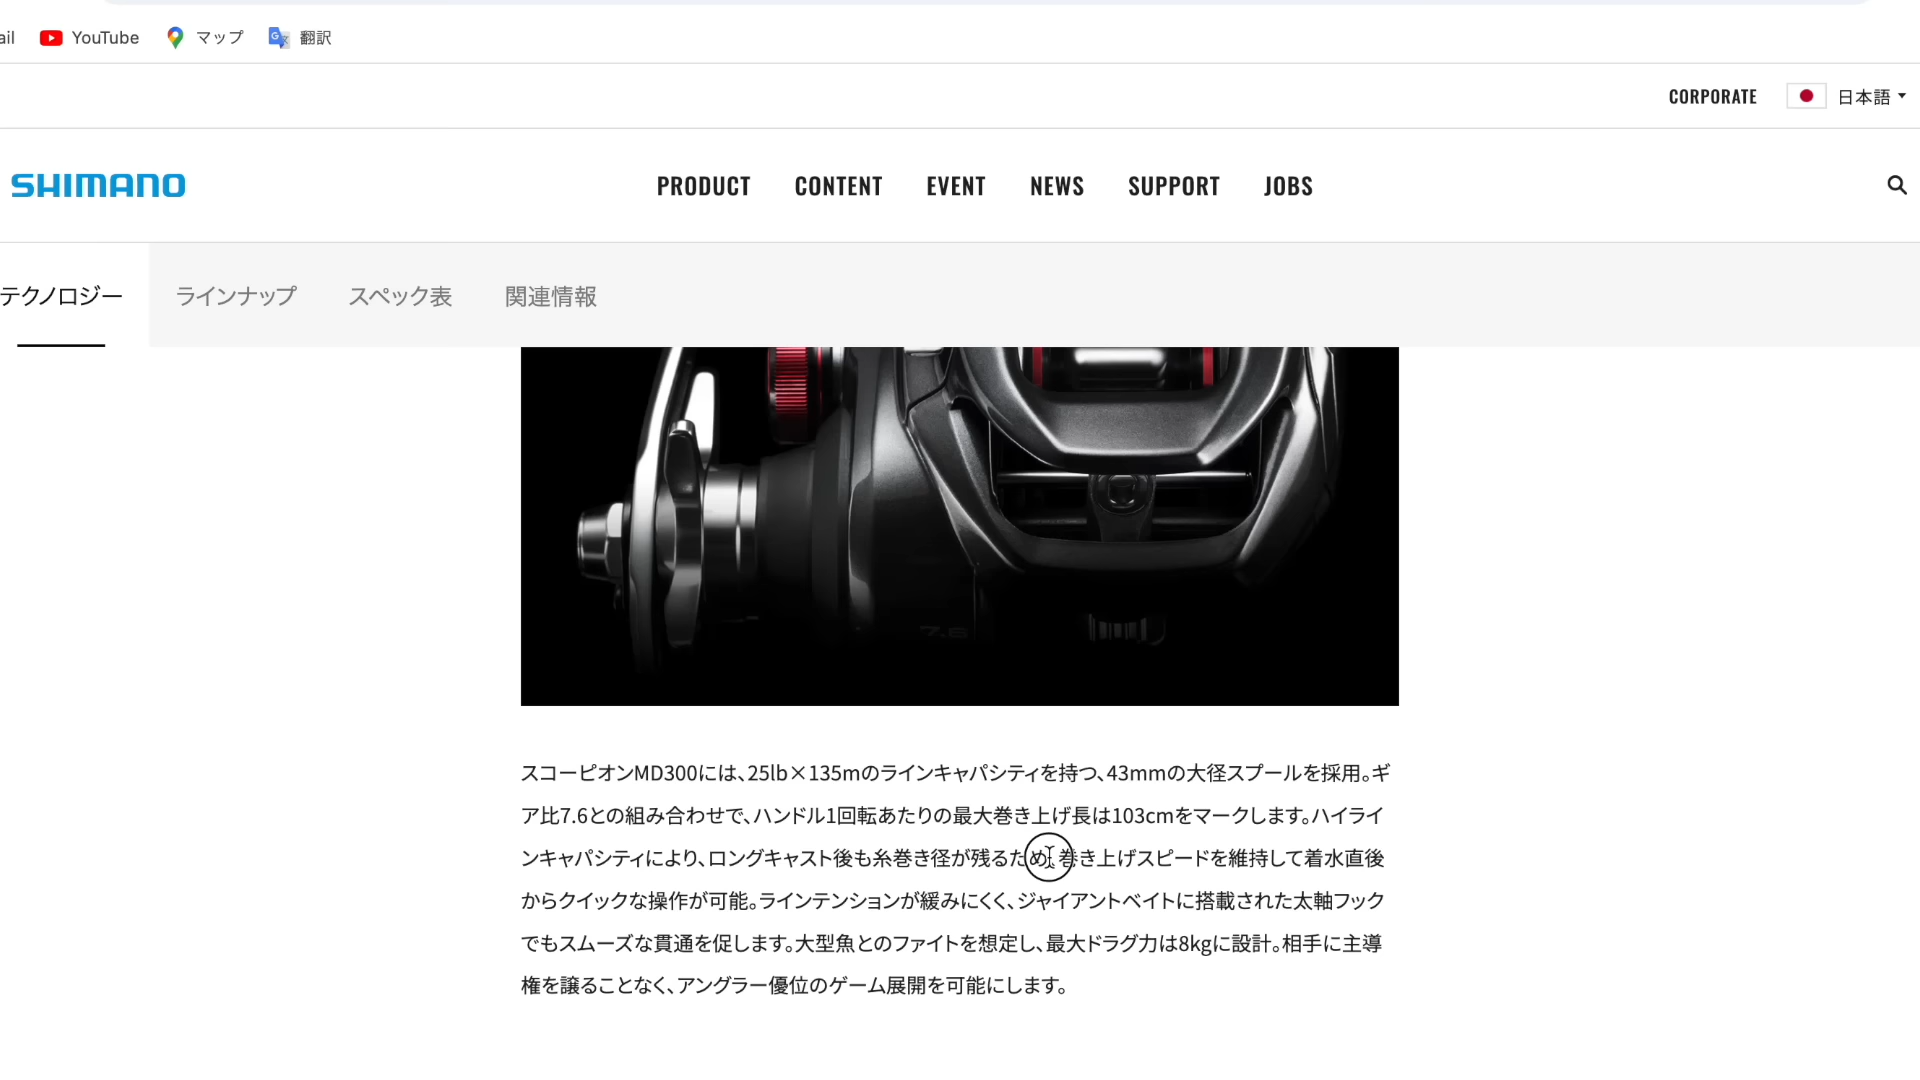 ail YouTube マップ 翻訳
CORPORATE 日本語
SHIMANO PRODUCT CONTENT EVENT NEWS SUPPORT JOBS
テクノロジー ラインナップ スペック表 関連情報
7.6
スコーピオンMD300には、25lb×135mのラインキャパシティを持つ、43mmの大径スプールを採用。ギ
ア比7.6との組み合わせで、ハンドル1回転あたりの最大巻き上げ長は103cmをマークします。ハイライ
ンキャパシティにより、ロングキャスト後も糸巻き径が残るため、巻き上げスピードを維持して着水直後
からクイックな操作が可能。ラインテンションが緩みにくく、ジャイアントベイトに搭載された太軸フック
でもスムーズな貫通を促します。大型魚とのファイトを想定し、最大ドラグ力は8kgに設計。相手に主導
権を譲ることなく、アングラー優位のゲーム展開を可能にします。